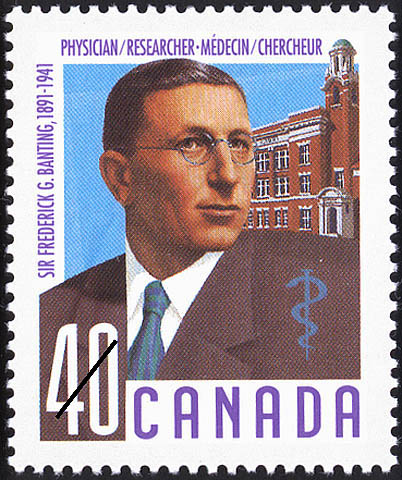 PHYSICIAN/RESEARCHER·MÉDECIN/CHERCHEUR
SIR FREDERICK G. BANTING, 1891-1941
40
CANADA